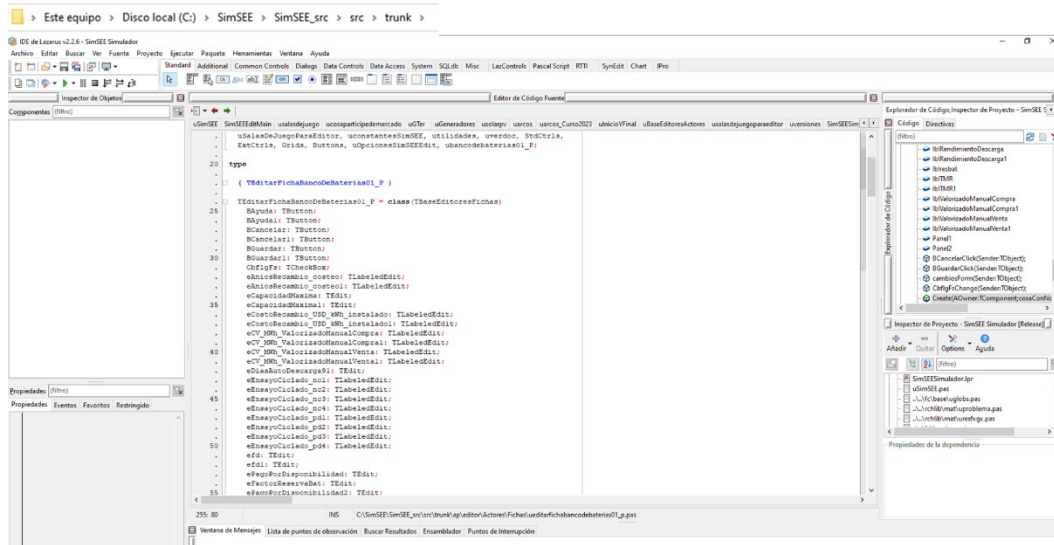 Este equipo > Disco local (C:) > SimSEE > SimSEE_src > src > trunk >
IDE de Lazarus v2.2.6 - SimSEE Simulador
Archivo Editar Buscar Ver Fuente Proyecto Ejecutar Paquete Herramientas Ventana Ayuda
Standard Additional Common Controls Dialogs Data Controls Data Access System SQLdb Misc LazControls Pascal Script RTTI SynEdit Chart IPro
Inspector de Objetos
Editor de Código Fuente
Explorador de Código,Inspector de Proyecto - SimSEE S
Componentes (filtro)
uSimSEE SimSEEEditMain usalasdejuego ucosaparticipedemercado uGTer uGeneradores usolarpv uarcos uarcos_Curso2023 uInicioYFinal uBaseEditoresActores usalasdejuegoparaeditor uversiones SimSEESim
Código Directivas
(filtro)
uSalasDeJuegoParaEditor, uconstantesSimSEE, utilidades, uverdoc, StdCtrls,
ExtCtrls, Grids, Buttons, uOpcionesSimSEEEdit, ubancodebaterias01_P;
20 type
{ TEditarFichaBancoDeBaterias01_P }
TEditarFichaBancoDeBaterias01_P = class(TBaseEditoresFichas)
25 BAyuda: TButton;
BAyuda1: TButton;
BCancelar: TButton;
BCancelar1: TButton;
BGuardar: TButton;
30 BGuardar1: TButton;
CbflgFs: TCheckBox;
eAniosRecambio_costeo: TLabeledEdit;
eAniosRecambio_costeo1: TLabeledEdit;
eCapacidadMaxima: TEdit;
35 eCapacidadMaxima1: TEdit;
eCostoRecambio_USD_kWh_instalado: TLabeledEdit;
eCostoRecambio_USD_kWh_instalado1: TLabeledEdit;
eCV_MWh_ValorizadoManualCompra: TLabeledEdit;
eCV_MWh_ValorizadoManualCompra1: TLabeledEdit;
40 eCV_MWh_ValorizadoManualVenta: TLabeledEdit;
eCV_MWh_ValorizadoManualVenta1: TLabeledEdit;
eDiasAutoDescarga91: TEdit;
eEnsayoCiclado_nc1: TLabeledEdit;
eEnsayoCiclado_nc2: TLabeledEdit;
45 eEnsayoCiclado_nc3: TLabeledEdit;
eEnsayoCiclado_nc4: TLabeledEdit;
eEnsayoCiclado_pd1: TLabeledEdit;
eEnsayoCiclado_pd2: TLabeledEdit;
eEnsayoCiclado_pd3: TLabeledEdit;
50 eEnsayoCiclado_pd4: TLabeledEdit;
efd: TEdit;
efd1: TEdit;
ePagoPorDisponibilidad: TEdit;
eFactorReservaBat: TEdit;
55 ePagoPorDisponibilidad2: TEdit;
Explorador de Código
lblRendimientoDescarga
lblRendimientoDescarga1
lblresbat
lblTMR
lblTMR1
lblValorizadoManualCompra
lblValorizadoManualCompra1
lblValorizadoManualVenta
lblValorizadoManualVenta1
Panel1
Panel2
BCancelarClick(Sender:TObject);
BGuardarClick(Sender:TObject);
cambiosForm(Sender:TObject);
CbflgFsChange(Sender:TObject);
Create(AOwner:TComponent;cosaConNo
Inspector de Proyecto - SimSEE Simulador [Release]
Añadir Quitar Options Ayuda
(filtro)
SimSEESimulador.lpr
uSimSEE.pas
..\..\fc\base\uglobs.pas
..\..\rchlib\mat\uproblema.pas
..\..\rchlib\mat\uresfxgx.pas
Propiedades de la dependencia
Propiedades (filtro)
Propiedades Eventos Favoritos Restringido
255: 80 INS C:\SimSEE\SimSEE_src\src\trunk\ap\editor\Actores\Fichas\ueditarfichabancodebaterias01_p.pas
Ventana de Mensajes Lista de puntos de observación Buscar Resultados Ensamblador Puntos de Interrupción